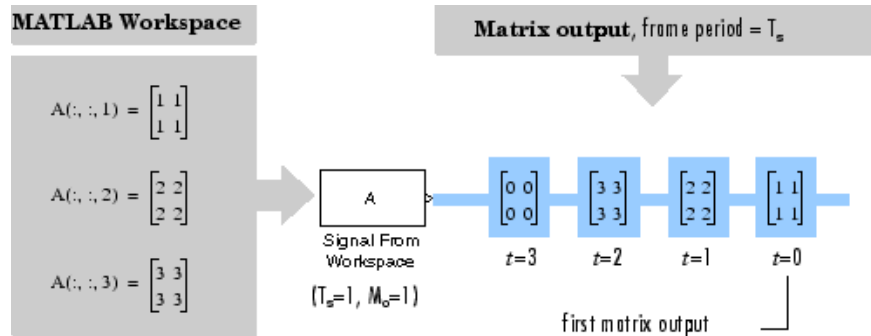 MATLAB Workspace
Matrix output, frame period = Tₛ
A(:, :, 1) = [1 1
1 1]
A(:, :, 2) = [2 2
2 2]
A(:, :, 3) = [3 3
3 3]
A
Signal From
Workspace
(Tₛ=1, Mₒ=1)
[0 0
0 0]
[3 3
3 3]
[2 2
2 2]
[1 1
1 1]
t=3
t=2
t=1
t=0
first matrix output